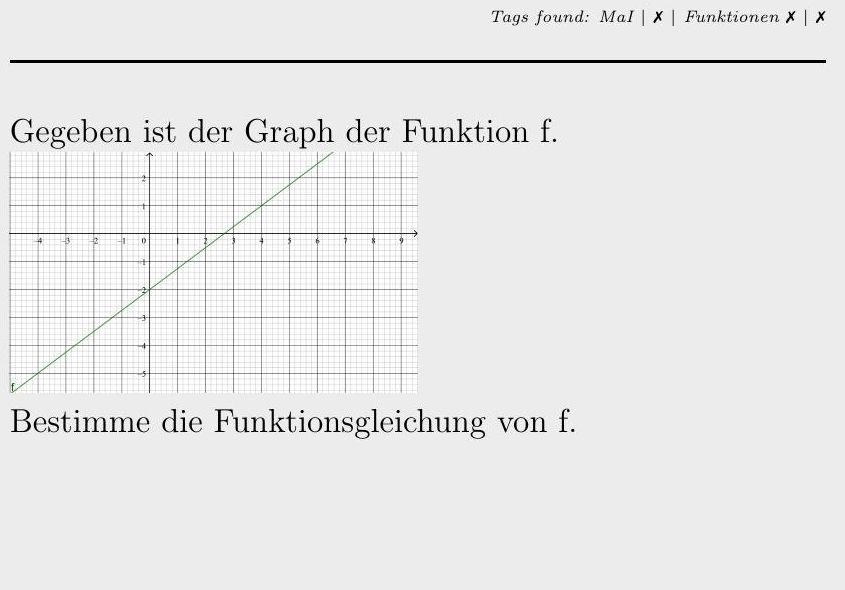 Tags found: MaI | ✗ | Funktionen ✗ | ✗
Gegeben ist der Graph der Funktion f.
2
1
-4 -3 -2 -1 0 1 2 3 4 5 6 7 8 9
-1
-2
-3
-4
-5
f
Bestimme die Funktionsgleichung von f.